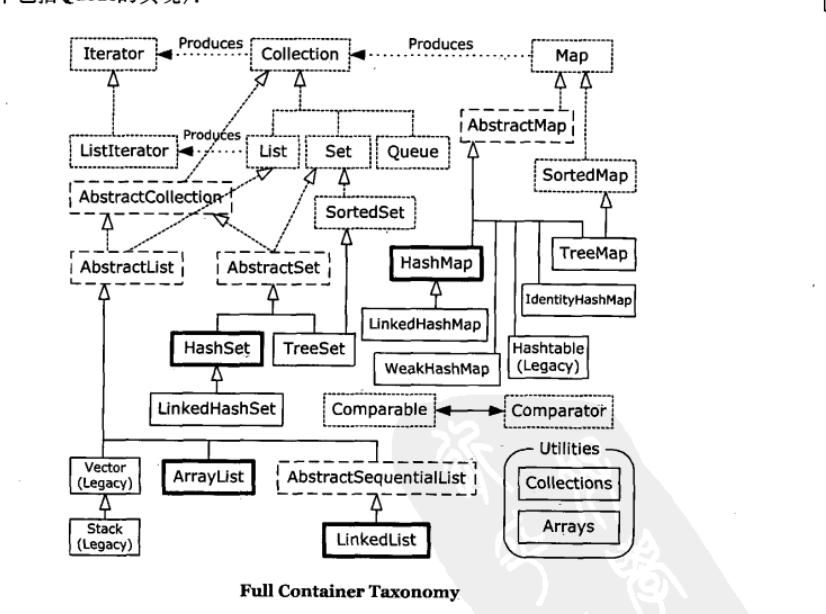 Produces
Produces
Iterator
Collection
Map
AbstractMap
Produces
ListIterator
List
Set
Queue
SortedMap
AbstractCollection
SortedSet
TreeMap
AbstractList
AbstractSet
HashMap
IdentityHashMap
LinkedHashMap
HashSet
TreeSet
Hashtable
(Legacy)
WeakHashMap
LinkedHashSet
Comparable
Comparator
Utilities
Vector
(Legacy)
ArrayList
AbstractSequentialList
Collections
Stack
(Legacy)
LinkedList
Arrays
Full Container Taxonomy